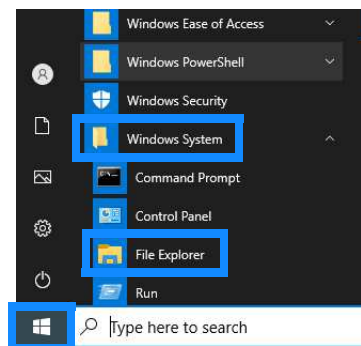 Windows Ease of Access
Windows PowerShell
Windows Security
Windows System
Command Prompt
Control Panel
File Explorer
Run
Type here to search